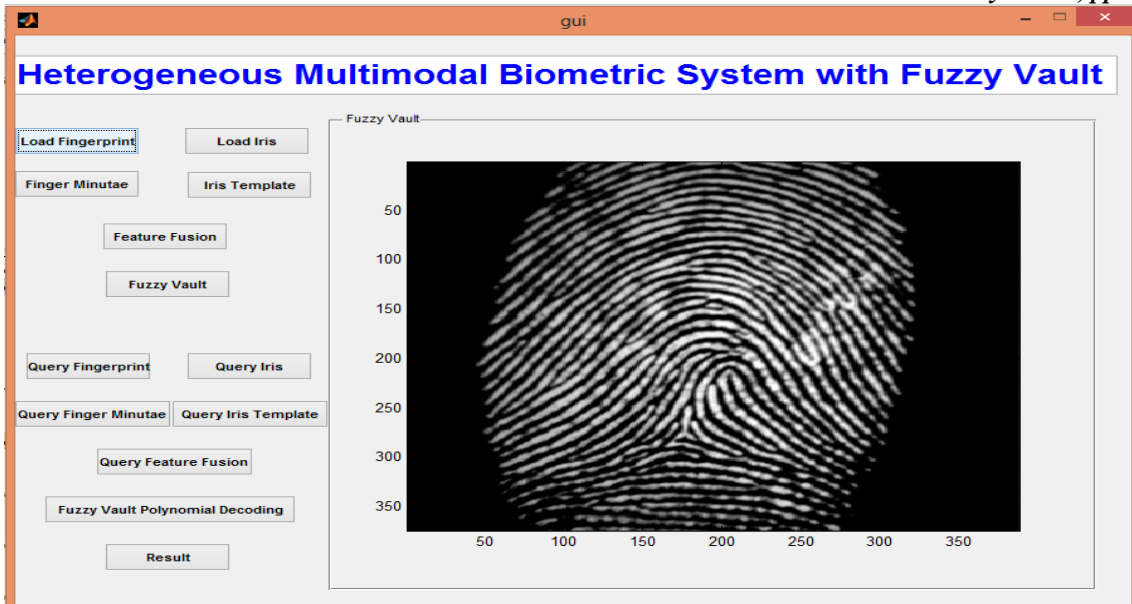 gui
Heterogeneous Multimodal Biometric System with Fuzzy Vault
Fuzzy Vault
Load Fingerprint Load Iris
Finger Minutae Iris Template
Feature Fusion
Fuzzy Vault
Query Fingerprint Query Iris
Query Finger Minutae Query Iris Template
Query Feature Fusion
Fuzzy Vault Polynomial Decoding
Result
50
100
150
200
250
300
350
50 100 150 200 250 300 350